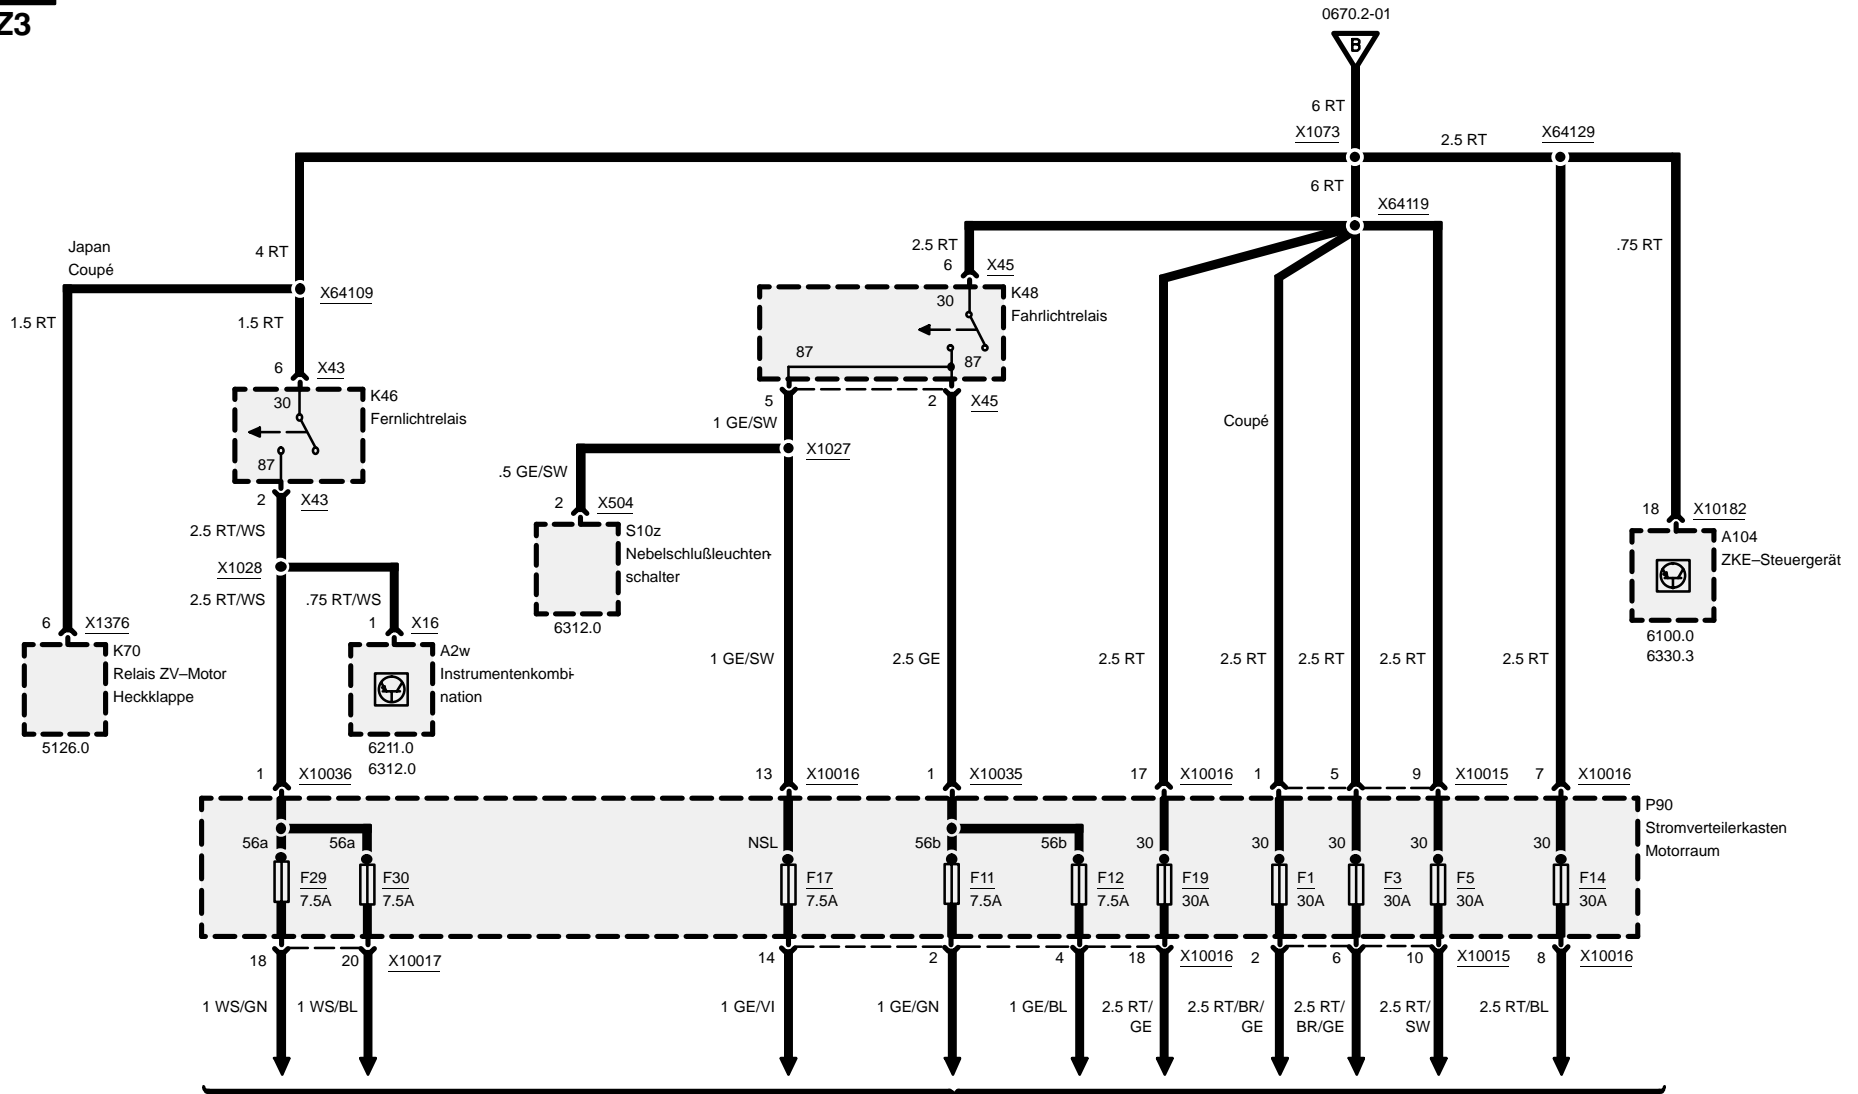 Z3
0670.2-01
B
6 RT
X1073
2.5 RT
X64129
6 RT
X64119
Japan
Coupé
4 RT
2.5 RT
.75 RT
6
X45
X64109
30
K48
Fahrlichtrelais
1.5 RT
1.5 RT
87
87
6
X43
K46
Fernlichtrelais
30
5
2
X45
1 GE/SW
Coupé
X1027
87
.5 GE/SW
2
X43
2
X504
18
X10182
2.5 RT/WS
S10z
Nebelschlußleuchten-
schalter
A104
ZKE–Steuergerät
X1028
2.5 RT/WS
.75 RT/WS
6
X1376
1
X16
6312.0
6100.0
6330.3
K70
Relais ZV–Motor
Heckklappe
A2w
Instrumentenkombi-
nation
1 GE/SW
2.5 GE
2.5 RT
2.5 RT
2.5 RT
2.5 RT
2.5 RT
5126.0
6211.0
6312.0
1
X10036
13
X10016
1
X10035
17
X10016
1
5
9
X10015
7
X10016
P90
Stromverteilerkasten
Motorraum
56a
56a
NSL
56b
56b
30
30
30
30
30
F29
7.5A
F30
7.5A
F17
7.5A
F11
7.5A
F12
7.5A
F19
30A
F1
30A
F3
30A
F5
30A
F14
30A
18
20
X10017
14
2
4
18
X10016
2
6
10
X10015
8
X10016
1 WS/GN
1 WS/BL
1 GE/VI
1 GE/GN
1 GE/BL
2.5 RT/
GE
2.5 RT/BR/
GE
2.5 RT/
BR/GE
2.5 RT/
SW
2.5 RT/BL